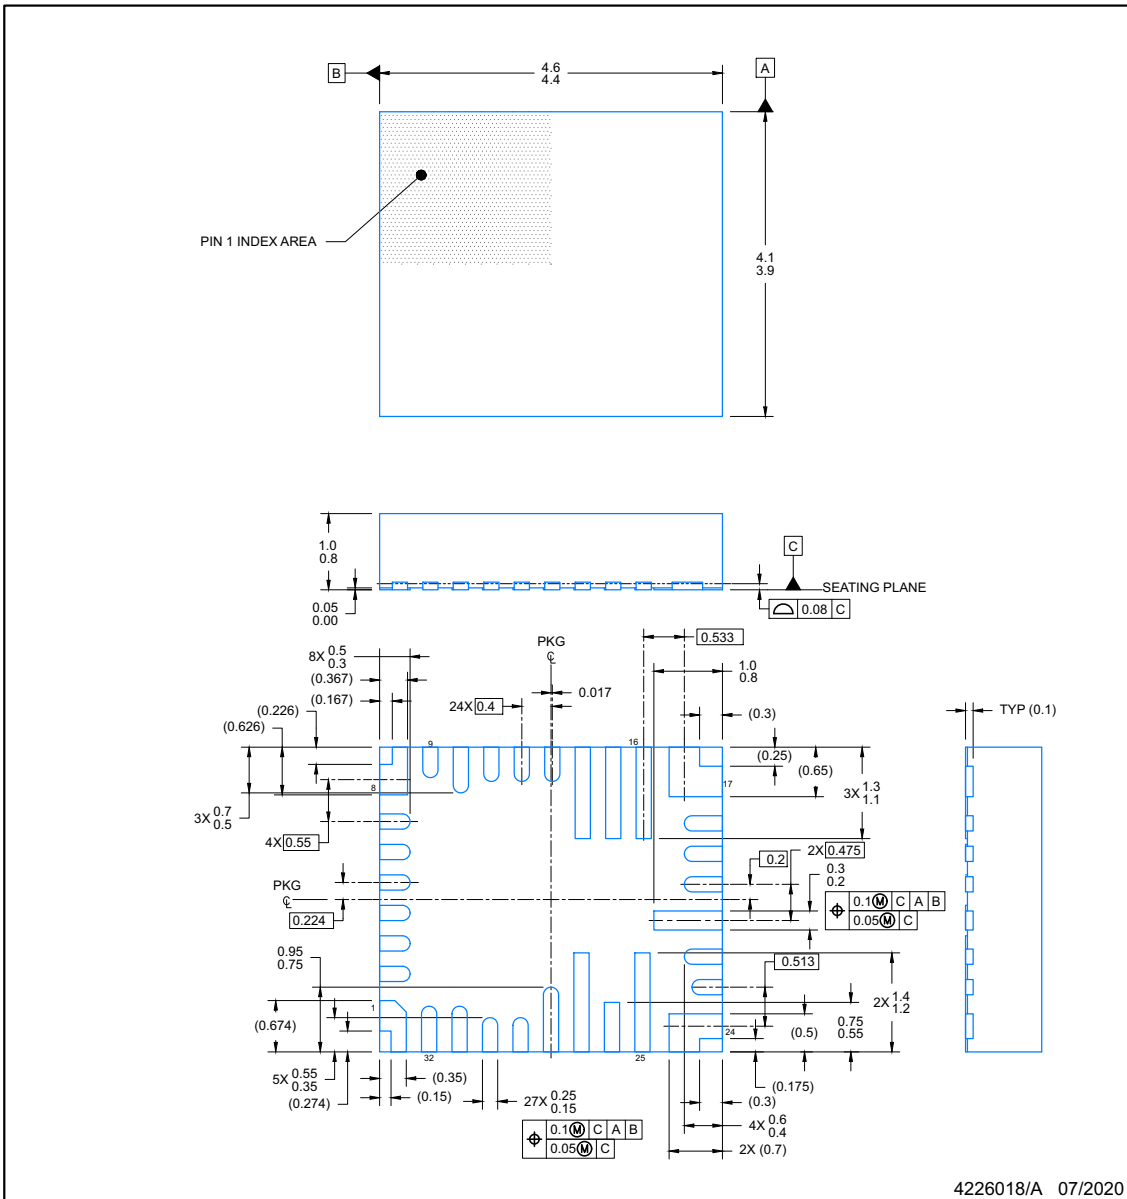 B
4.6
4.4
A
PIN 1 INDEX AREA
4.1
3.9
1.0
0.8
C
SEATING PLANE
0.05
0.00
0.08 C
PKG
℄
0.533
8X 0.5
0.3
1.0
0.8
(0.367)
0.017
(0.167)
24X 0.4
TYP (0.1)
(0.226)
(0.3)
(0.626)
9
16
(0.25)
(0.65)
8
17
3X 1.3
1.1
3X 0.7
0.5
4X 0.55
2X 0.475
0.2
0.3
0.2
PKG
℄
0.1Ⓜ C A B
0.05Ⓜ C
0.224
0.95
0.75
0.513
1
2X 1.4
1.2
(0.674)
0.75
0.55
24
(0.5)
32
25
5X 0.55
0.35
(0.35)
(0.175)
(0.274)
(0.15)
27X 0.25
0.15
(0.3)
0.1Ⓜ C A B
0.05Ⓜ C
4X 0.6
0.4
2X (0.7)
4226018/A 07/2020